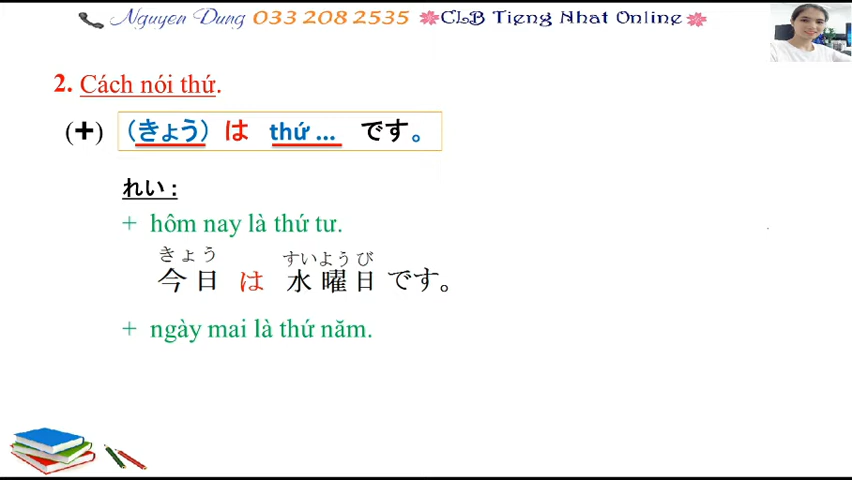 Nguyen Dung 033 208 2535 CLB Tieng Nhat Online
2. Cách nói thứ.
(+) (きょう) は thứ ... です。
れい :
+ hôm nay là thứ tư.
きょう すいようび
今日 は 水曜日です。
+ ngày mai là thứ năm.